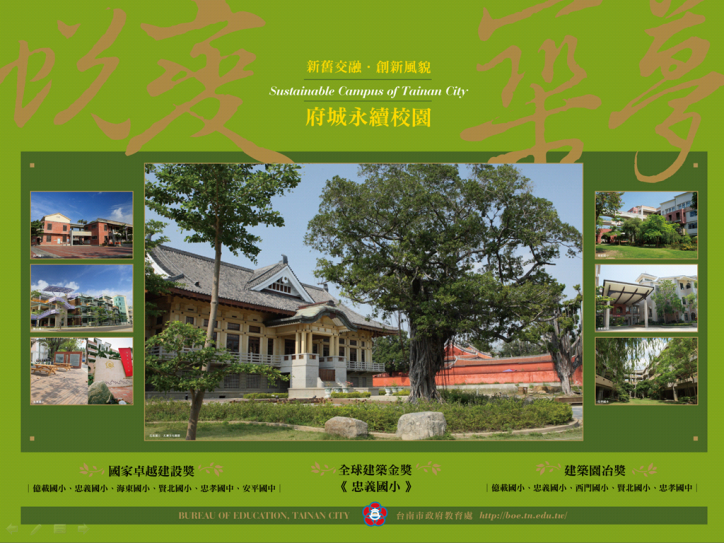 蛻變
築夢
新舊交融・創新風貌
Sustainable Campus of Tainan City
府城永續校園
國家卓越建設獎
｜億載國小、忠義國小、海東國小、賢北國小、忠孝國中、安平國中｜
全球建築金獎
《 忠義國小 》
建築園冶獎
｜億載國小、忠義國小、西門國小、賢北國小、忠孝國中｜
BUREAU OF EDUCATION, TAINAN CITY 台南市政府教育處 http://boe.tn.edu.tw/